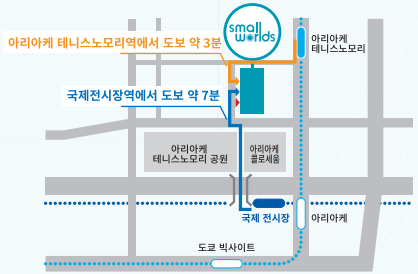 small
worlds
아리아케 테니스노모리역에서 도보 약 3분
아리아케
테니스노모리
국제전시장역에서 도보 약 7분
아리아케
테니스노모리 공원
아리아케
콜로세움
국제 전시장
아리아케
도쿄 빅사이트